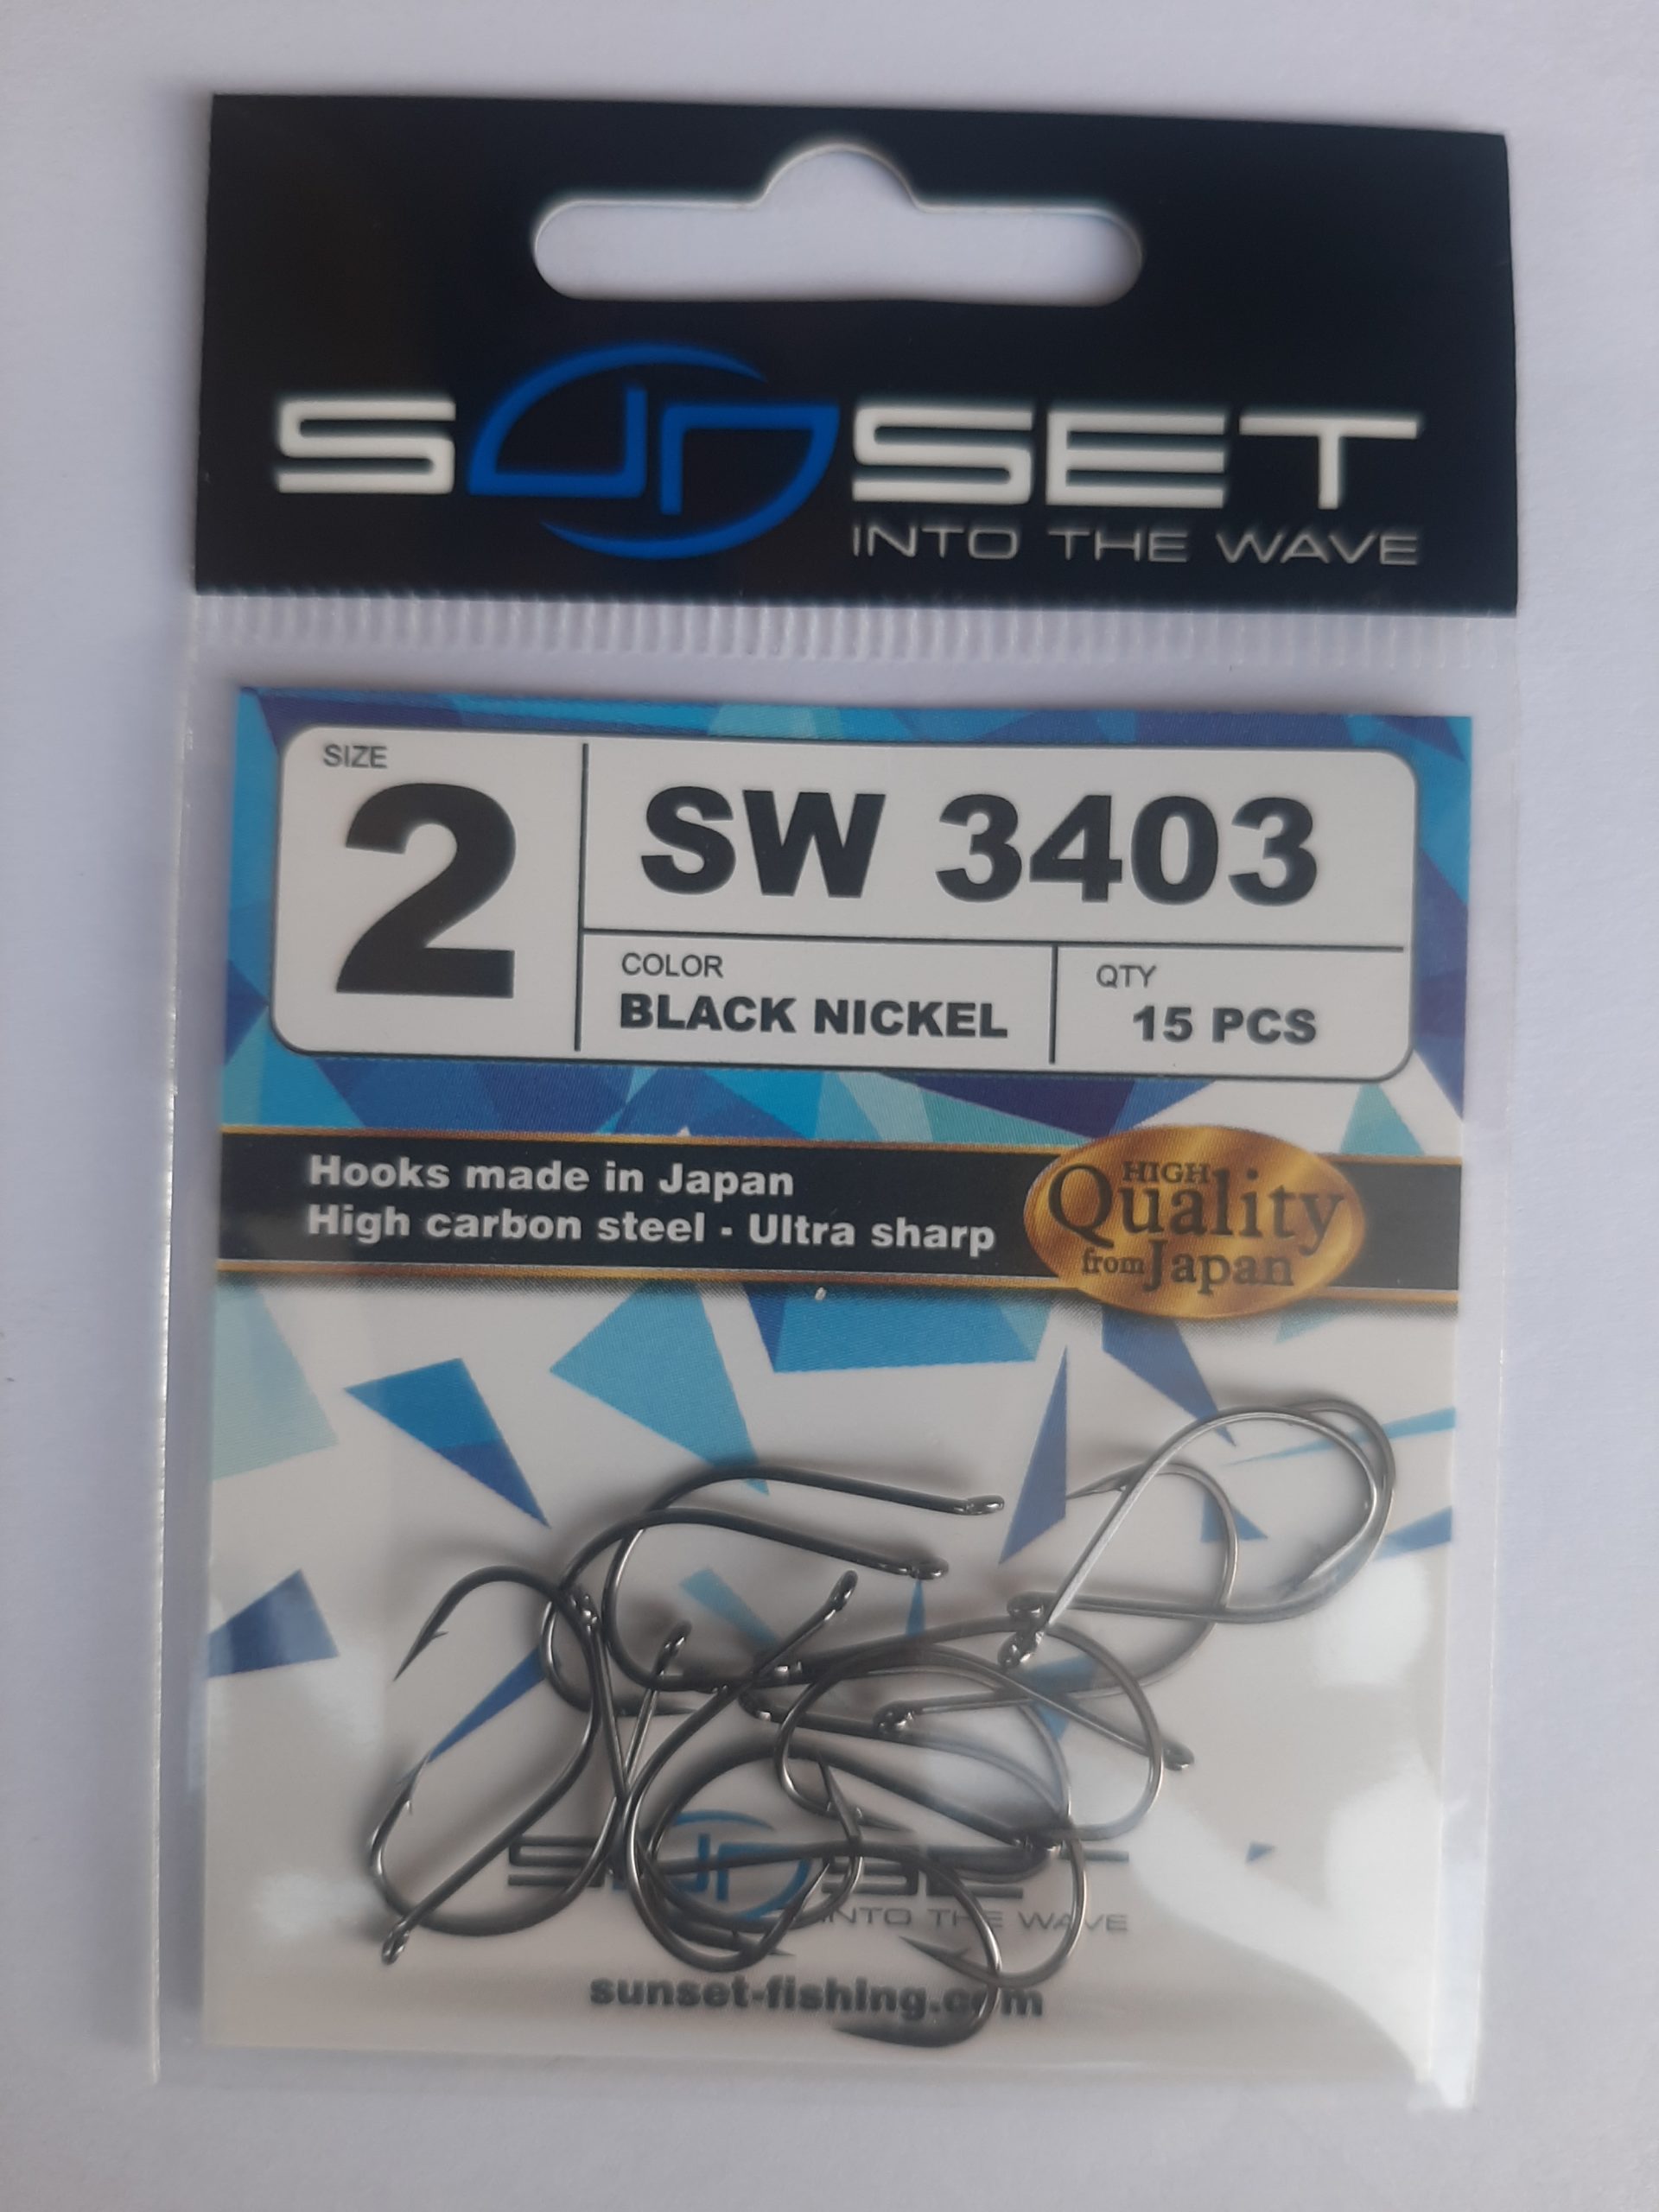 SUNSET
INTO THE WAVE
SIZE
2
SW 3403
COLOR
BLACK NICKEL
QTY
15 PCS
Hooks made in Japan
High carbon steel - Ultra sharp
HIGH
Quality
from Japan
SUNSET
INTO THE WAVE
sunset-fishing.com